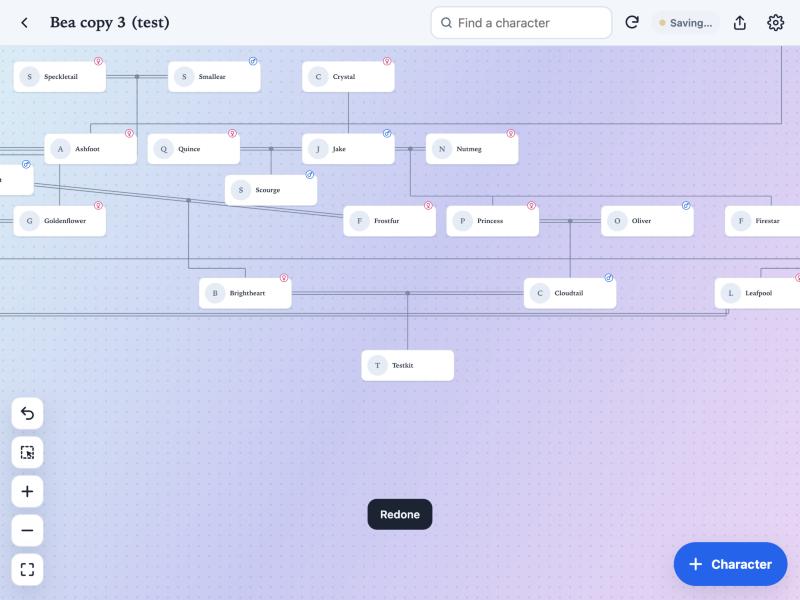 Bea copy 3 (test)
Find a character
Saving...
S Speckletail
S Smallear
C Crystal
A Ashfoot
Q Quince
J Jake
N Nutmeg
t
S Scourge
G Goldenflower
F Frostfur
P Princess
O Oliver
F Firestar
B Brightheart
C Cloudtail
L Leafpool
T Testkit
Redone
Character